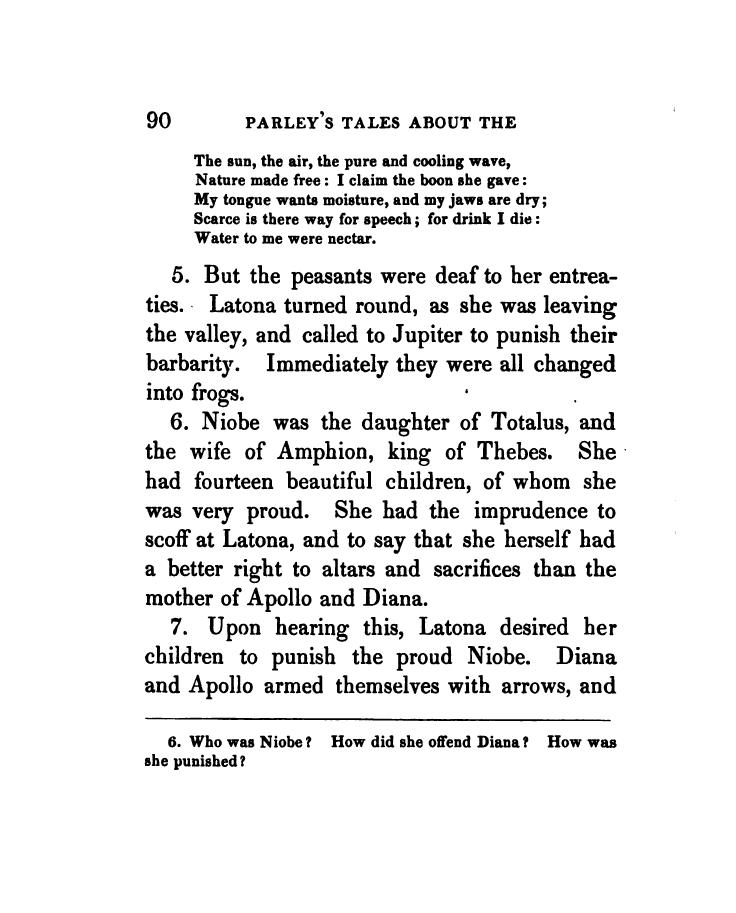 90 PARLEY'S TALES ABOUT THE
The sun, the air, the pure and cooling wave,
Nature made free: I claim the boon she gave:
My tongue wants moisture, and my jaws are dry;
Scarce is there way for speech; for drink I die:
Water to me were nectar.
5. But the peasants were deaf to her entrea-
ties. Latona turned round, as she was leaving
the valley, and called to Jupiter to punish their
barbarity. Immediately they were all changed
into frogs.
6. Niobe was the daughter of Totalus, and
the wife of Amphion, king of Thebes. She
had fourteen beautiful children, of whom she
was very proud. She had the imprudence to
scoff at Latona, and to say that she herself had
a better right to altars and sacrifices than the
mother of Apollo and Diana.
7. Upon hearing this, Latona desired her
children to punish the proud Niobe. Diana
and Apollo armed themselves with arrows, and
6. Who was Niobe? How did she offend Diana? How was
she punished?